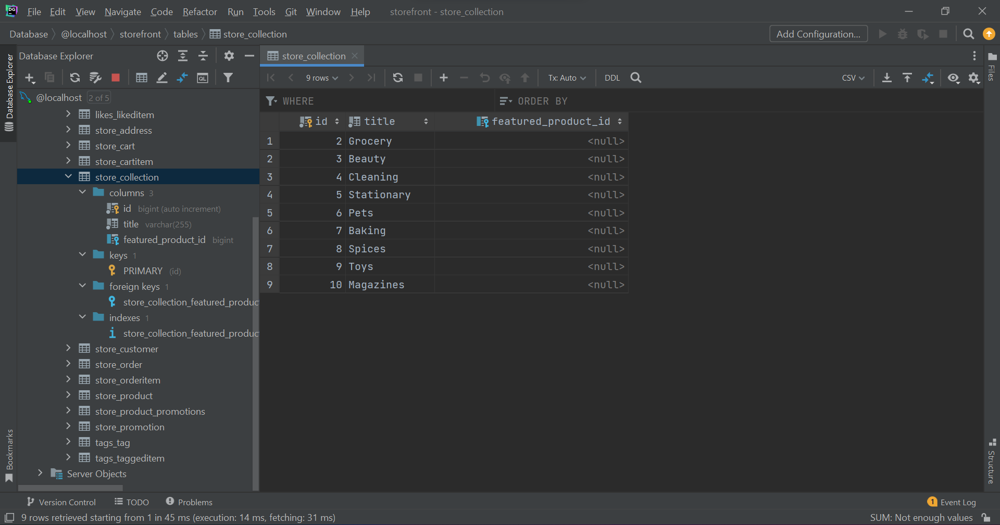 DG File Edit View Navigate Code Refactor Run Tools Git Window Help storefront - store_collection
Database @localhost storefront tables store_collection Add Configuration...
Database Explorer
Database Explorer
store_collection
Files
QL
9 rows Tx: Auto DDL CSV
@localhost 2 of 5
WHERE ORDER BY
likes_likeditem
store_address
store_cart
store_cartitem
store_collection
columns 3
id bigint (auto increment)
title varchar(255)
featured_product_id bigint
keys 1
PRIMARY (id)
foreign keys 1
store_collection_featured_produc
indexes 1
store_collection_featured_produc
store_customer
store_order
store_orderitem
store_product
store_product_promotions
store_promotion
tags_tag
tags_taggeditem
Server Objects
id title featured_product_id
1 2 Grocery <null>
2 3 Beauty <null>
3 4 Cleaning <null>
4 5 Stationary <null>
5 6 Pets <null>
6 7 Baking <null>
7 8 Spices <null>
8 9 Toys <null>
9 10 Magazines <null>
Bookmarks
Structure
Version Control TODO Problems 1 Event Log
9 rows retrieved starting from 1 in 45 ms (execution: 14 ms, fetching: 31 ms) SUM: Not enough values